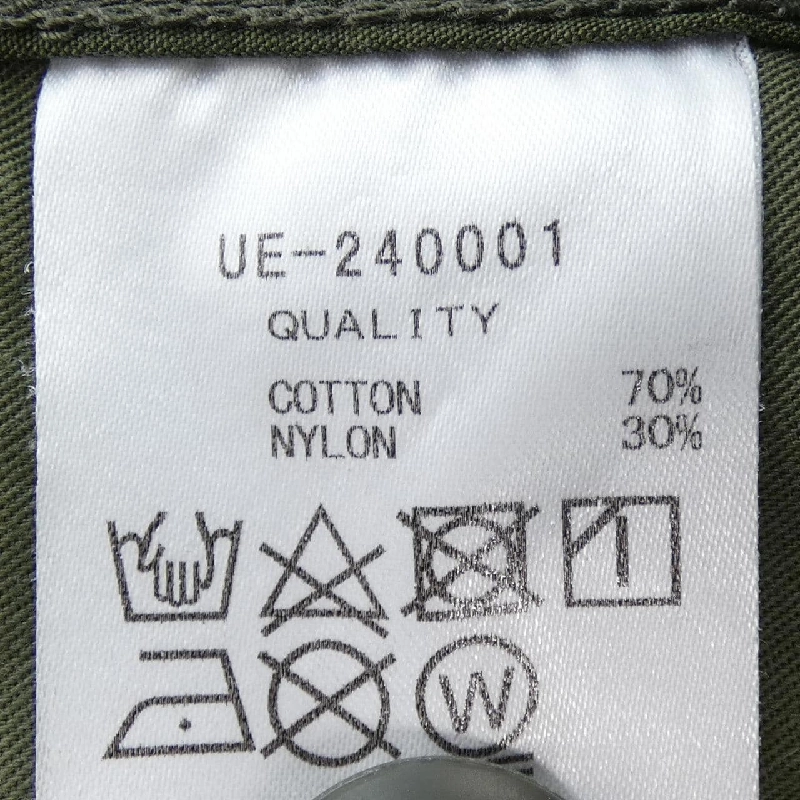 UE-240001
QUALITY
COTTON 70%
NYLON 30%
W